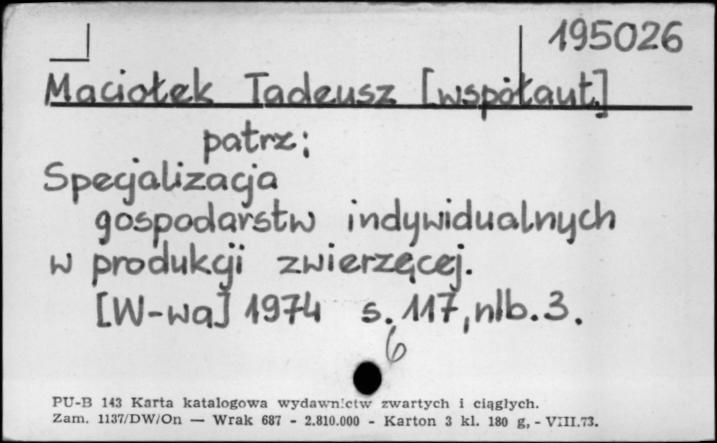 195026
Maciołek Tadeusz [współaut.]
patrz:
Specjalizacja
gospodarstw indywidualnych
w produkcji zwierzęcej.
[W-wa] 1974 s. 117, nlb. 3.
6
PU-B 143 Karta katalogowa wydawnictw zwartych i ciągłych.
Zam. 1137/DW/On — Wrak 687 - 2.810.000 - Karton 3 kl. 180 g, - VIII.73.